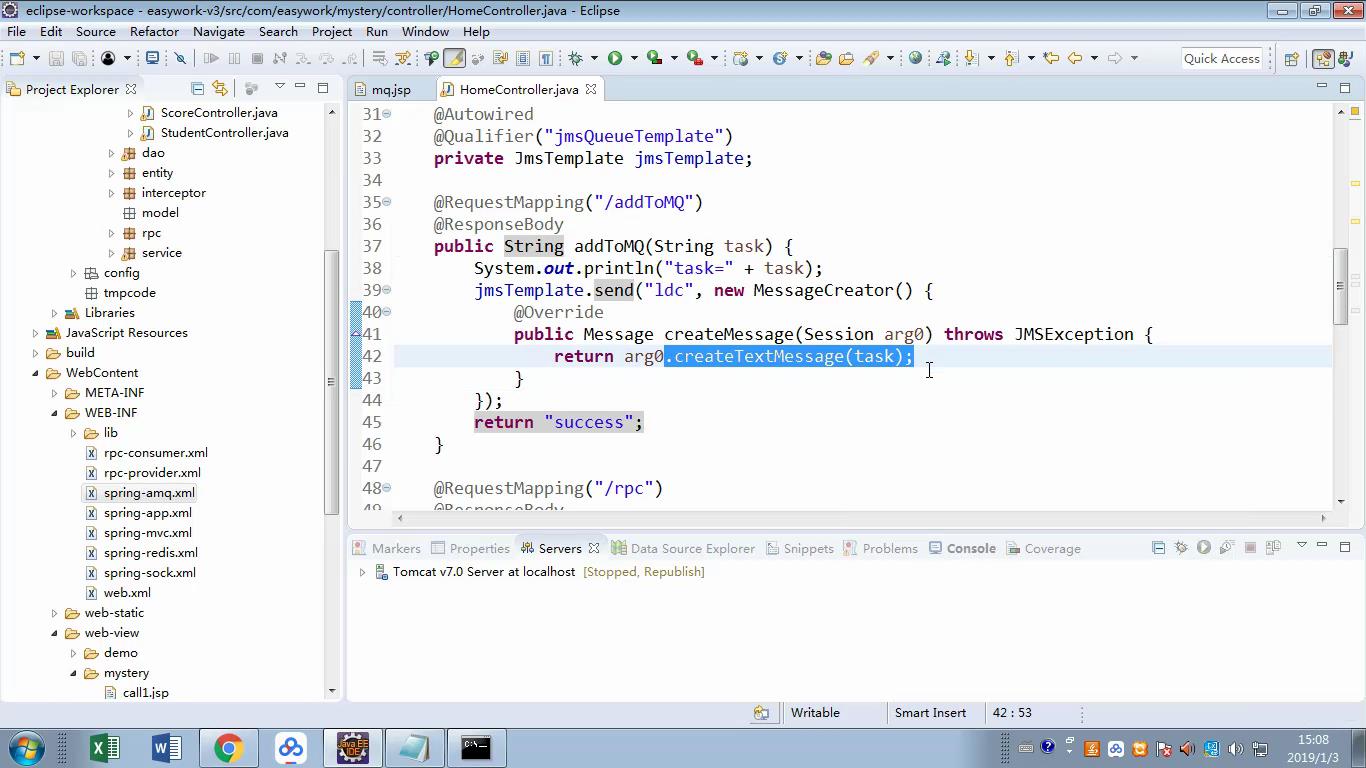 eclipse-workspace - easywork-v3/src/com/easywork/mystery/controller/HomeController.java - Eclipse
File Edit Source Refactor Navigate Search Project Run Window Help
Quick Access
Project Explorer
ScoreController.java
StudentController.java
dao
entity
interceptor
model
rpc
service
config
tmpcode
Libraries
JavaScript Resources
build
WebContent
META-INF
WEB-INF
lib
rpc-consumer.xml
rpc-provider.xml
spring-amq.xml
spring-app.xml
spring-mvc.xml
spring-redis.xml
spring-sock.xml
web.xml
web-static
web-view
demo
mystery
call1.jsp
mq.jsp HomeController.java
31 @Autowired
32 @Qualifier("jmsQueueTemplate")
33 private JmsTemplate jmsTemplate;
34
35 @RequestMapping("/addToMQ")
36 @ResponseBody
37 public String addToMQ(String task) {
38 System.out.println("task=" + task);
39 jmsTemplate.send("ldc", new MessageCreator() {
40 @Override
41 public Message createMessage(Session arg0) throws JMSException {
42 return arg0.createTextMessage(task);
43 }
44 });
45 return "success";
46 }
47
48 @RequestMapping("/rpc")
49 @ResponseBody
Markers Properties Servers Data Source Explorer Snippets Problems Console Coverage
Tomcat v7.0 Server at localhost [Stopped, Republish]
Writable Smart Insert 42 : 53
Java EE
IDE
C:\.
15:08
2019/1/3